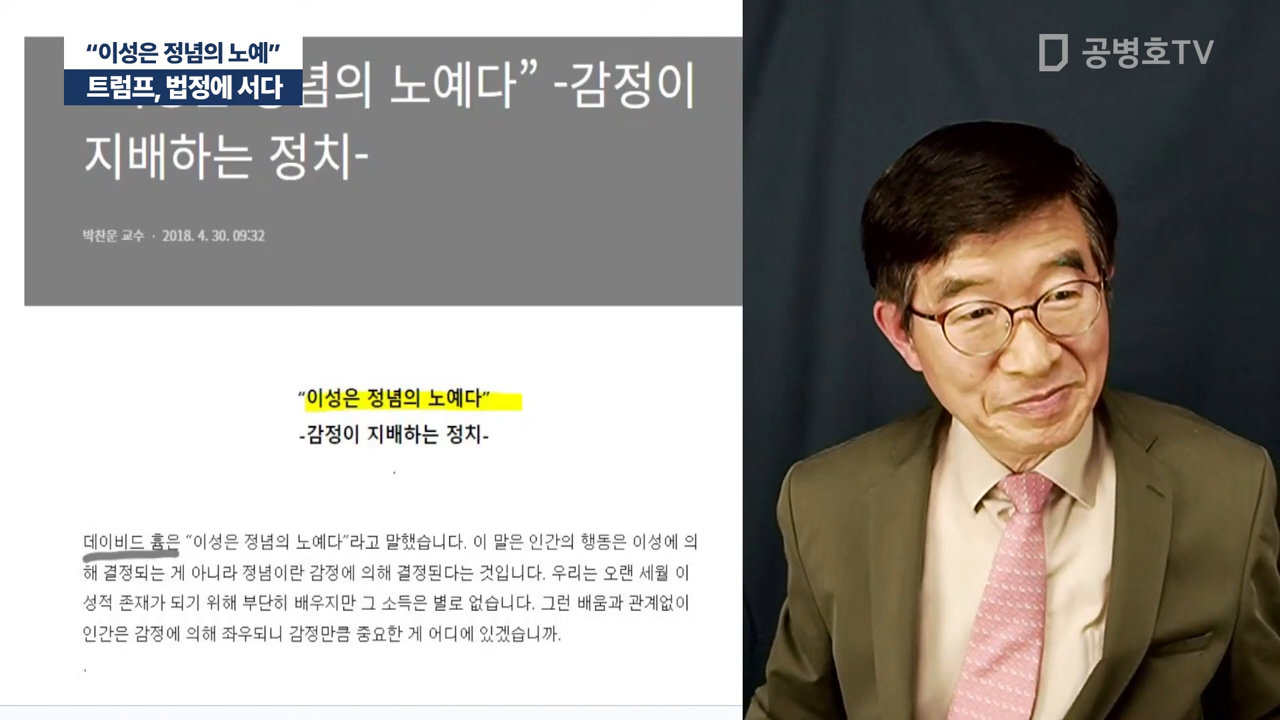 “이성은 정념의 노예”
트럼프, 법정에 서다
념의 노예다” -감정이
지배하는 정치-
박찬운 교수 · 2018. 4. 30. 09:32
“이성은 정념의 노예다”
-감정이 지배하는 정치-
.
데이비드 흄은 “이성은 정념의 노예다”라고 말했습니다. 이 말은 인간의 행동은 이성에 의
해 결정되는 게 아니라 정념이란 감정에 의해 결정된다는 것입니다. 우리는 오랜 세월 이
성적 존재가 되기 위해 부단히 배우지만 그 소득은 별로 없습니다. 그런 배움과 관계없이
인간은 감정에 의해 좌우되니 감정만큼 중요한 게 어디에 있겠습니까.
.
공병호TV